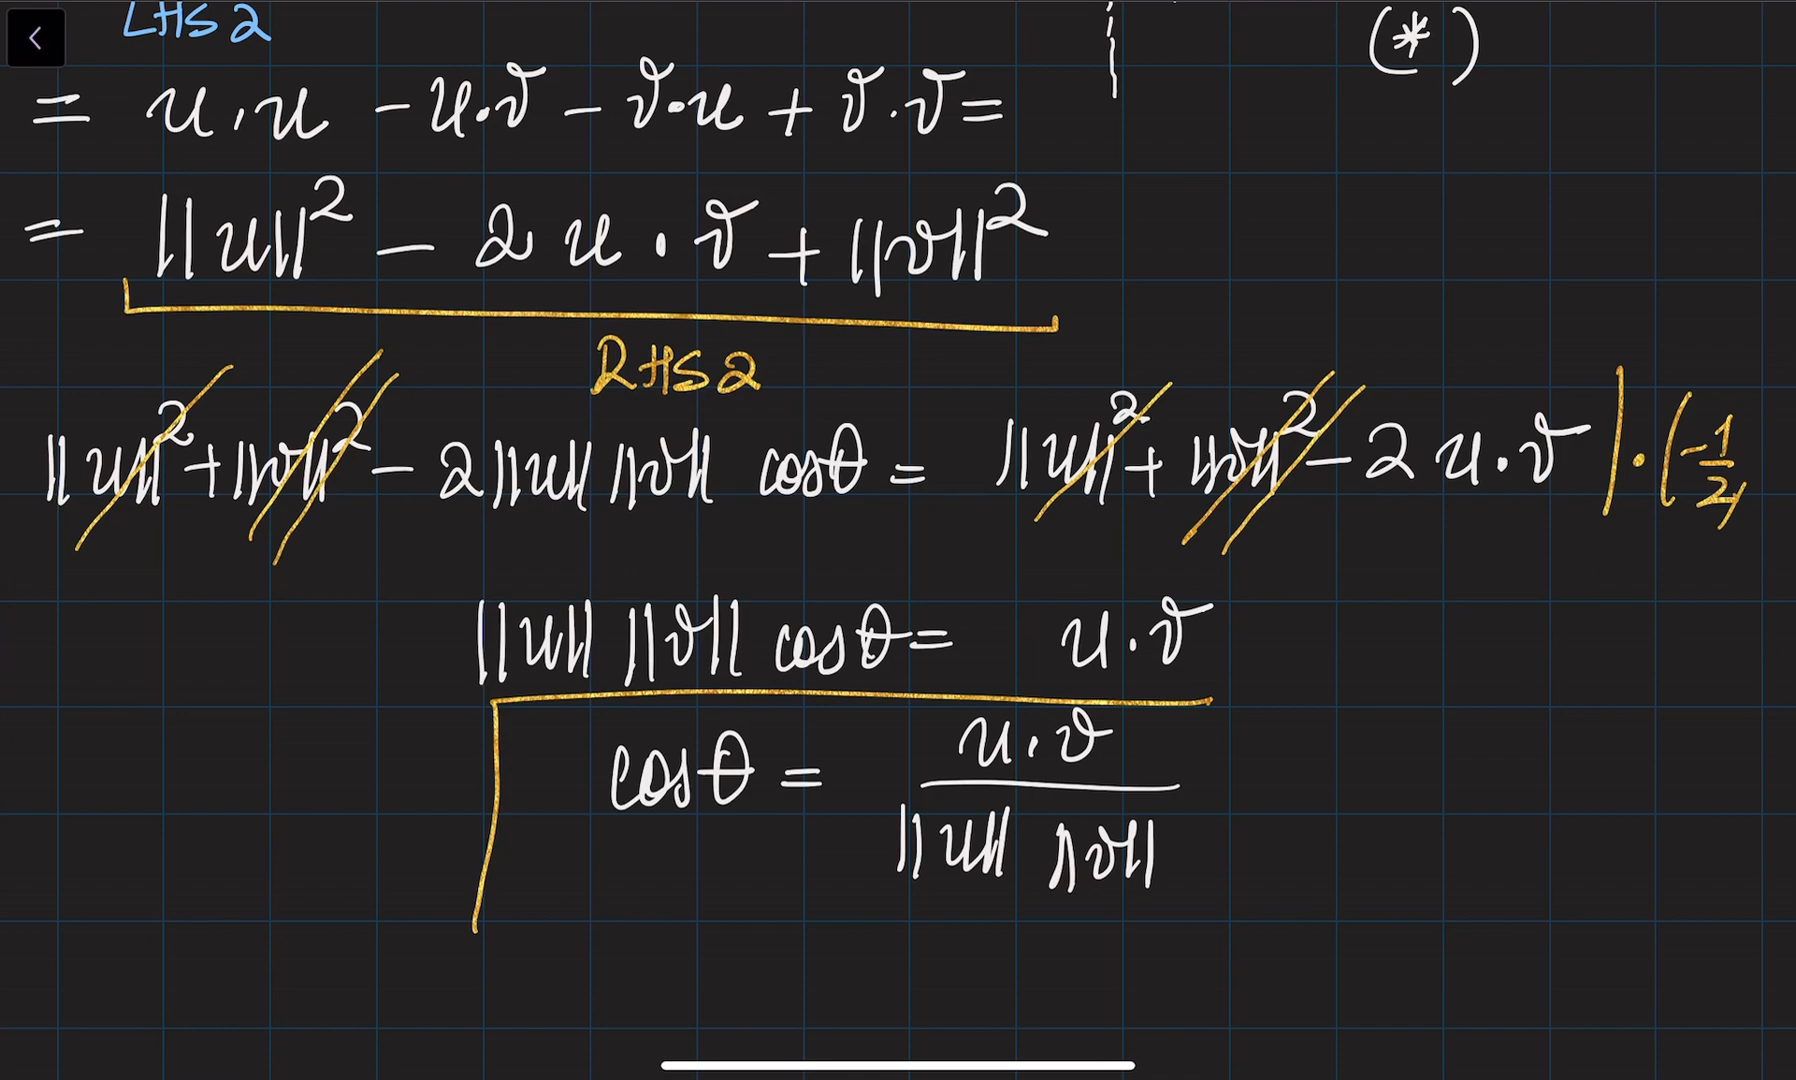 LHS2
(*)
= u·u - u·v - v·u + v·v =
= ||u||² - 2u·v + ||v||²
RHS2
||u||² + ||v||² - 2||u|| ||v|| cosθ = ||u||² + ||v||² - 2u·v | · (-1/2)
||u|| ||v|| cosθ = u·v
cosθ = u·v / ||u|| ||v||